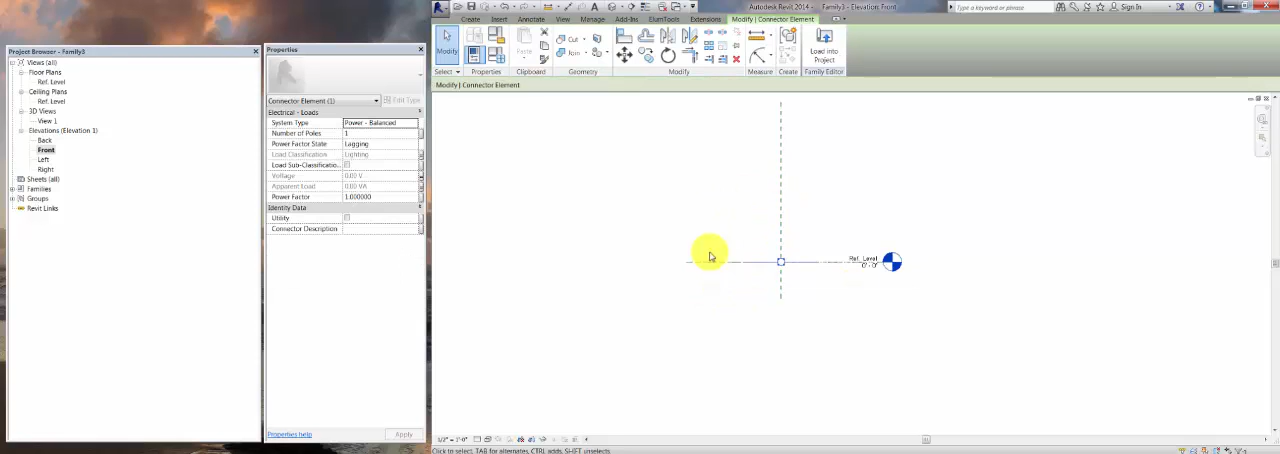 Autodesk Revit 2014 - Family3 - Elevation: Front
Type a keyword or phrase
Sign In
Create Insert Annotate View Manage Add-Ins ElumTools Extensions Modify | Connector Element
Modify
Paste
Cut
Join
Load into
Project
Select Properties Clipboard Geometry Modify Measure Create Family Editor
Modify | Connector Element
Project Browser - Family3
Views (all)
Floor Plans
Ref. Level
Ceiling Plans
Ref. Level
3D Views
View 1
Elevations (Elevation 1)
Back
Front
Left
Right
Sheets (all)
Families
Groups
Revit Links
Properties
Connector Element (1)
Edit Type
Electrical - Loads
System Type Power - Balanced
Number of Poles 1
Power Factor State Lagging
Load Classification Lighting
Load Sub-Classificatio...
Voltage 0.00 V
Apparent Load 0.00 VA
Power Factor 1.000000
Identity Data
Utility
Connector Description
Properties help
Apply
Ref. Level
0' - 0"
1/2" = 1'-0"
Click to select, TAB for alternates, CTRL adds, SHIFT unselects.